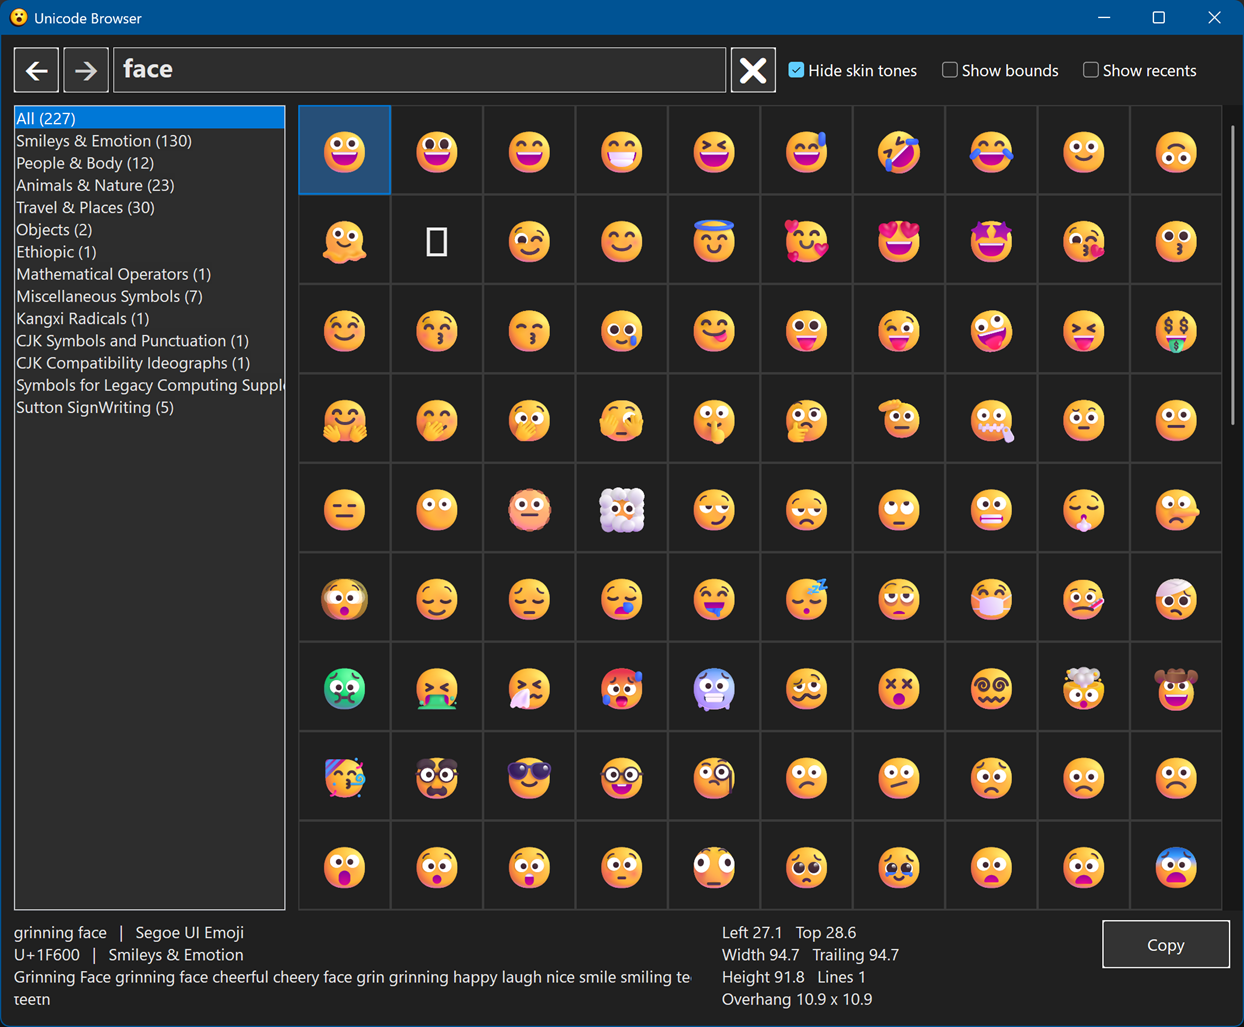 Unicode Browser
face
Hide skin tones
Show bounds
Show recents
All (227)
Smileys & Emotion (130)
People & Body (12)
Animals & Nature (23)
Travel & Places (30)
Objects (2)
Ethiopic (1)
Mathematical Operators (1)
Miscellaneous Symbols (7)
Kangxi Radicals (1)
CJK Symbols and Punctuation (1)
CJK Compatibility Ideographs (1)
Symbols for Legacy Computing Supple
Sutton SignWriting (5)
grinning face | Segoe UI Emoji
U+1F600 | Smileys & Emotion
Grinning Face grinning face cheerful cheery face grin grinning happy laugh nice smile smiling te
teeth
Left 27.1 Top 28.6
Width 94.7 Trailing 94.7
Height 91.8 Lines 1
Overhang 10.9 x 10.9
Copy